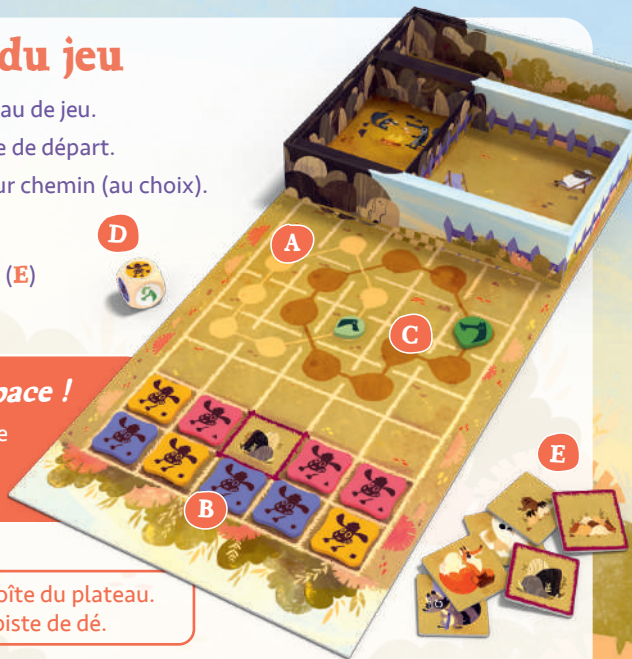 du jeu
au de jeu.
e de départ.
ur chemin (au choix).
D
A
(E)
C
pace !
e
E
B
oîte du plateau.
piste de dé.